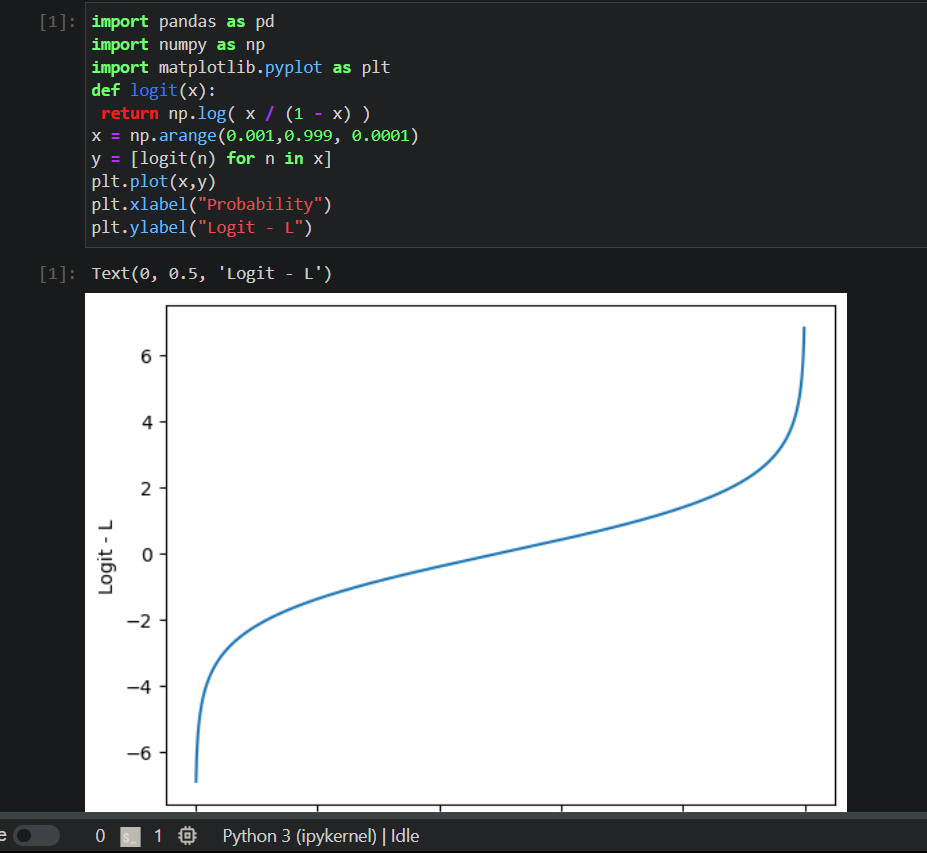 [1]: import pandas as pd
import numpy as np
import matplotlib.pyplot as plt
def logit(x):
 return np.log( x / (1 - x) )
x = np.arange(0.001,0.999, 0.0001)
y = [logit(n) for n in x]
plt.plot(x,y)
plt.xlabel("Probability")
plt.ylabel("Logit - L")
[1]: Text(0, 0.5, 'Logit - L')
6
4
2
0
−2
−4
−6
Logit - L
e 0 $_ 1 Python 3 (ipykernel) | Idle